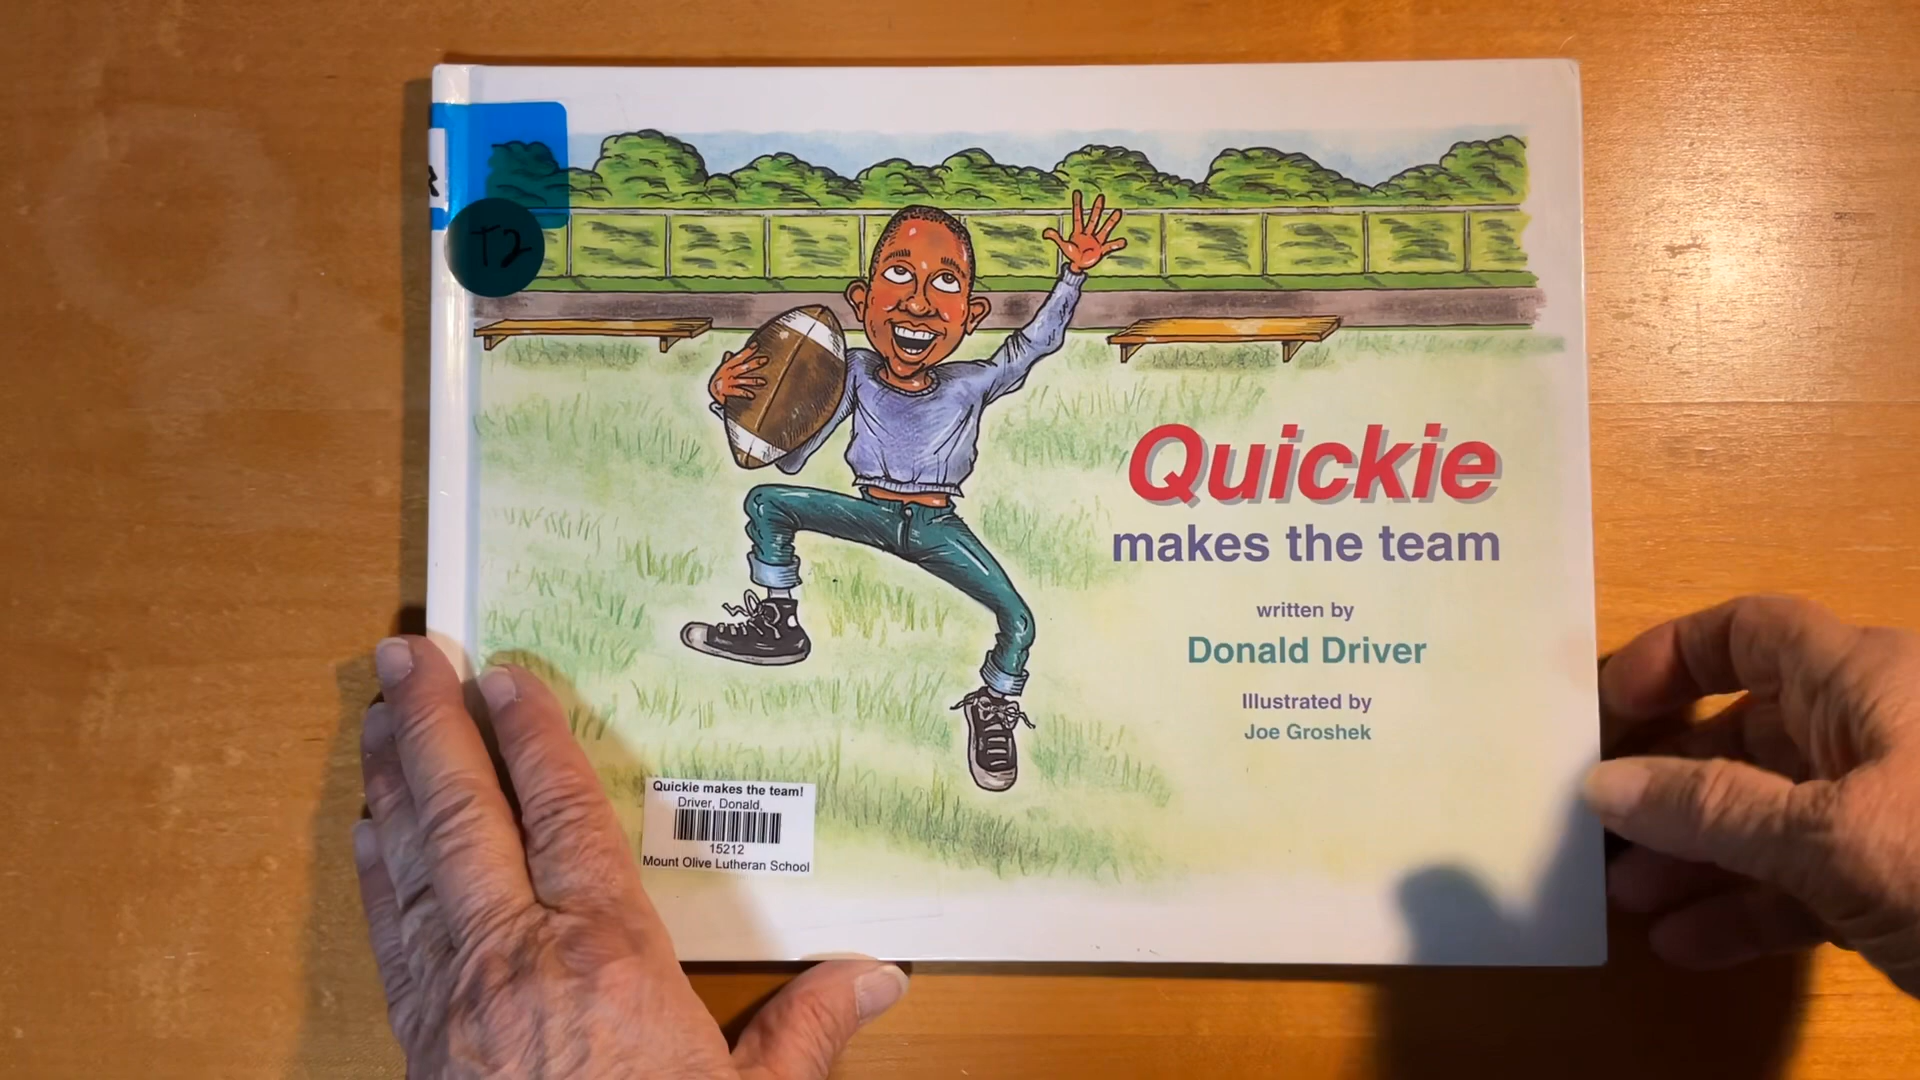 T2
Quickie
makes the team
written by
Donald Driver
Illustrated by
Joe Groshek
Quickie makes the team!
Driver, Donald,
15212
Mount Olive Lutheran School